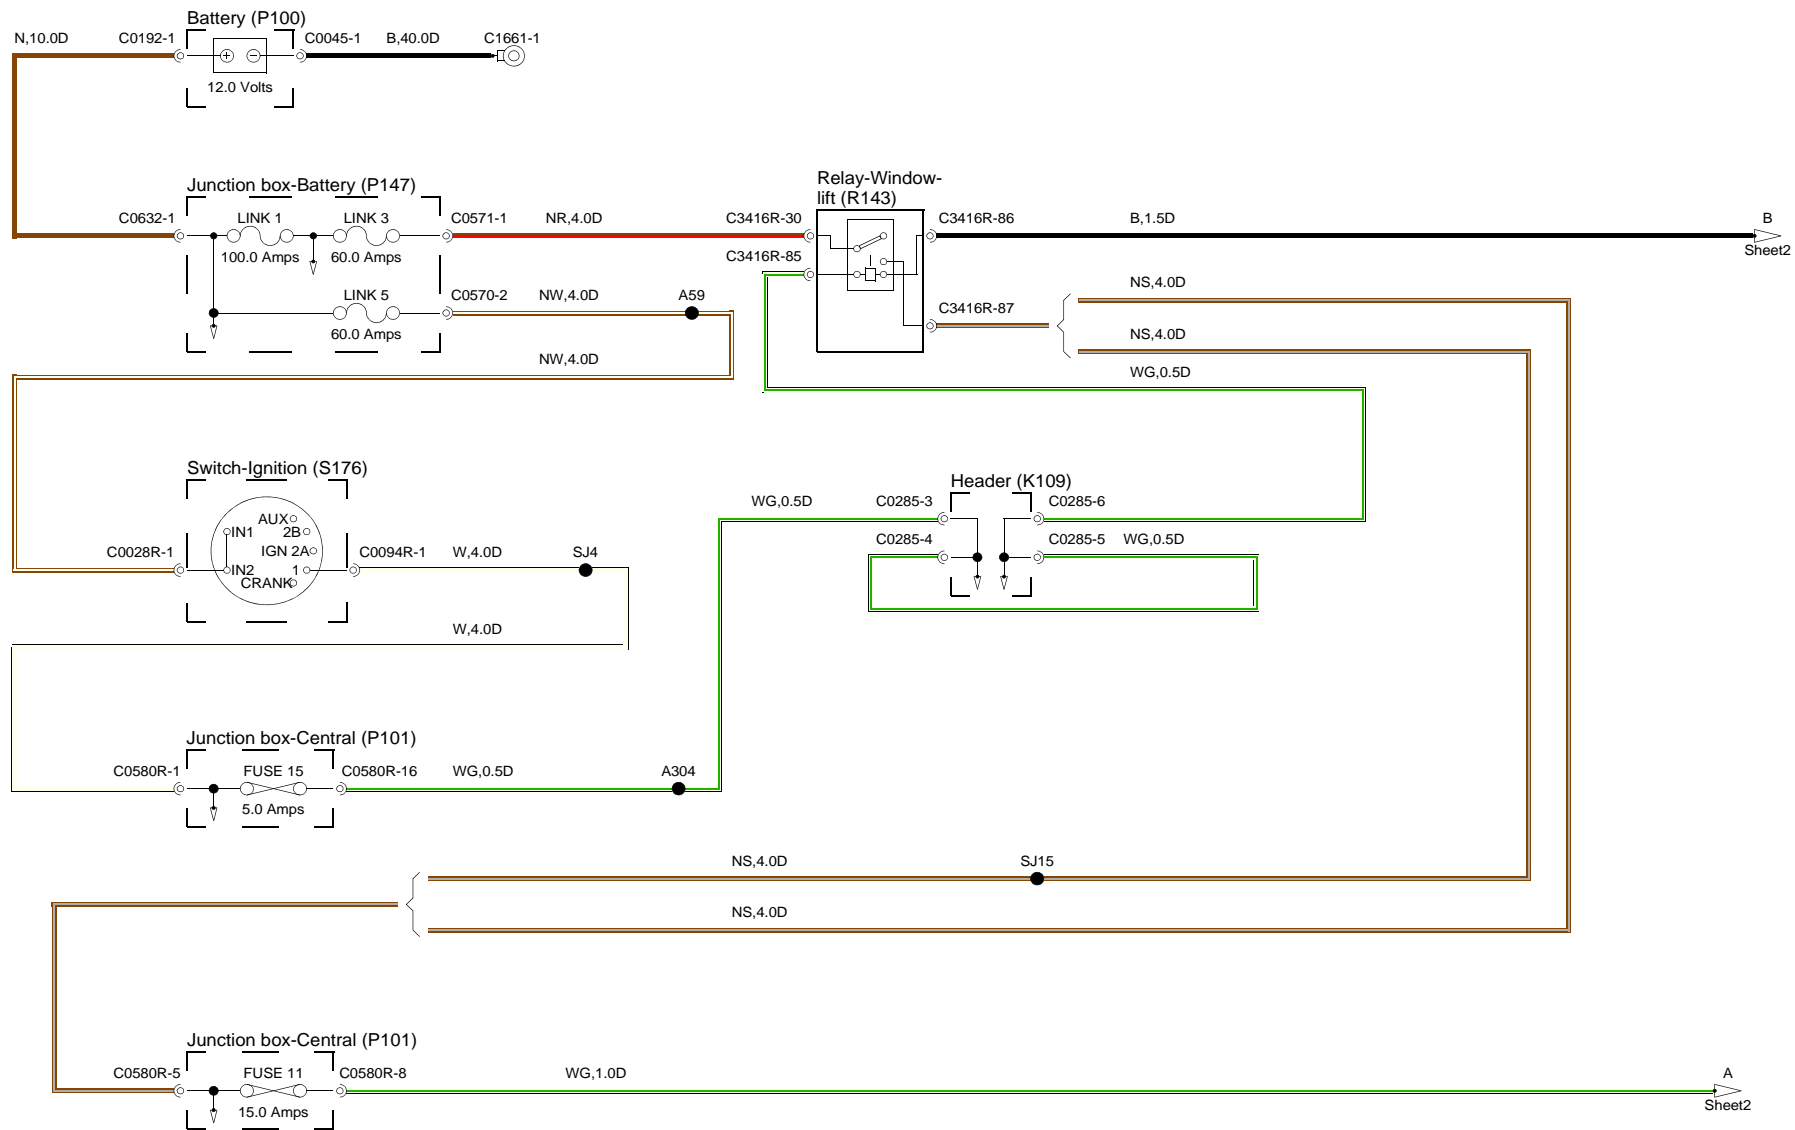 Battery (P100)
N,10.0D
C0192-1
C0045-1
B,40.0D
C1661-1
12.0 Volts
Junction box-Battery (P147)
C0632-1
LINK 1
LINK 3
C0571-1
NR,4.0D
100.0 Amps
60.0 Amps
LINK 5
C0570-2
NW,4.0D
A59
60.0 Amps
NW,4.0D
Relay-Window-
lift (R143)
C3416R-30
C3416R-86
B,1.5D
B
Sheet2
C3416R-85
NS,4.0D
C3416R-87
NS,4.0D
WG,0.5D
Switch-Ignition (S176)
AUX
IN1
2B
IGN 2A
C0028R-1
C0094R-1
W,4.0D
SJ4
IN2
1
CRANK
W,4.0D
Header (K109)
WG,0.5D
C0285-3
C0285-6
C0285-4
C0285-5
WG,0.5D
Junction box-Central (P101)
C0580R-1
FUSE 15
C0580R-16
WG,0.5D
A304
5.0 Amps
NS,4.0D
SJ15
NS,4.0D
Junction box-Central (P101)
C0580R-5
FUSE 11
C0580R-8
WG,1.0D
A
Sheet2
15.0 Amps